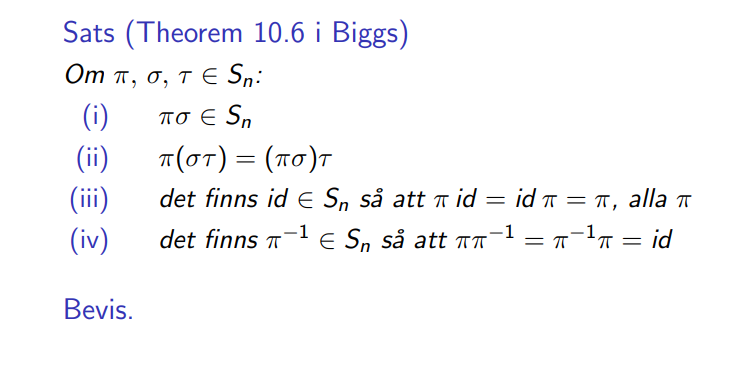 Sats (Theorem 10.6 i Biggs)
Om π, σ, τ ∈ Sₙ:
(i) πσ ∈ Sₙ
(ii) π(στ) = (πσ)τ
(iii) det finns id ∈ Sₙ så att π id = id π = π, alla π
(iv) det finns π⁻¹ ∈ Sₙ så att ππ⁻¹ = π⁻¹π = id
Bevis.